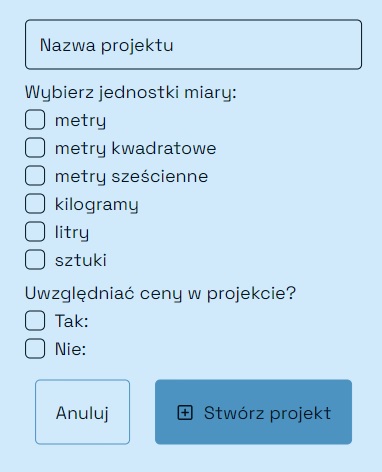 Nazwa projektu
Wybierz jednostki miary:
metry
metry kwadratowe
metry sześcienne
kilogramy
litry
sztuki
Uwzględniać ceny w projekcie?
Tak:
Nie:
Anuluj
Stwórz projekt